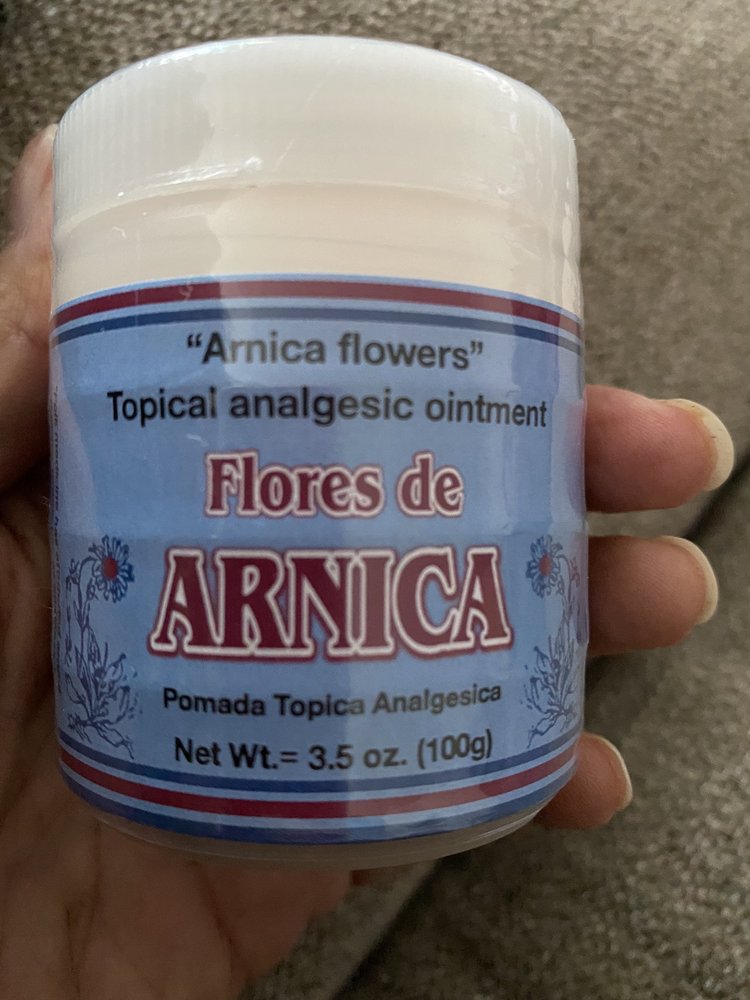 “Arnica flowers”
Topical analgesic ointment
Flores de
ARNICA
Pomada Topica Analgesica
Net Wt.= 3.5 oz. (100g)